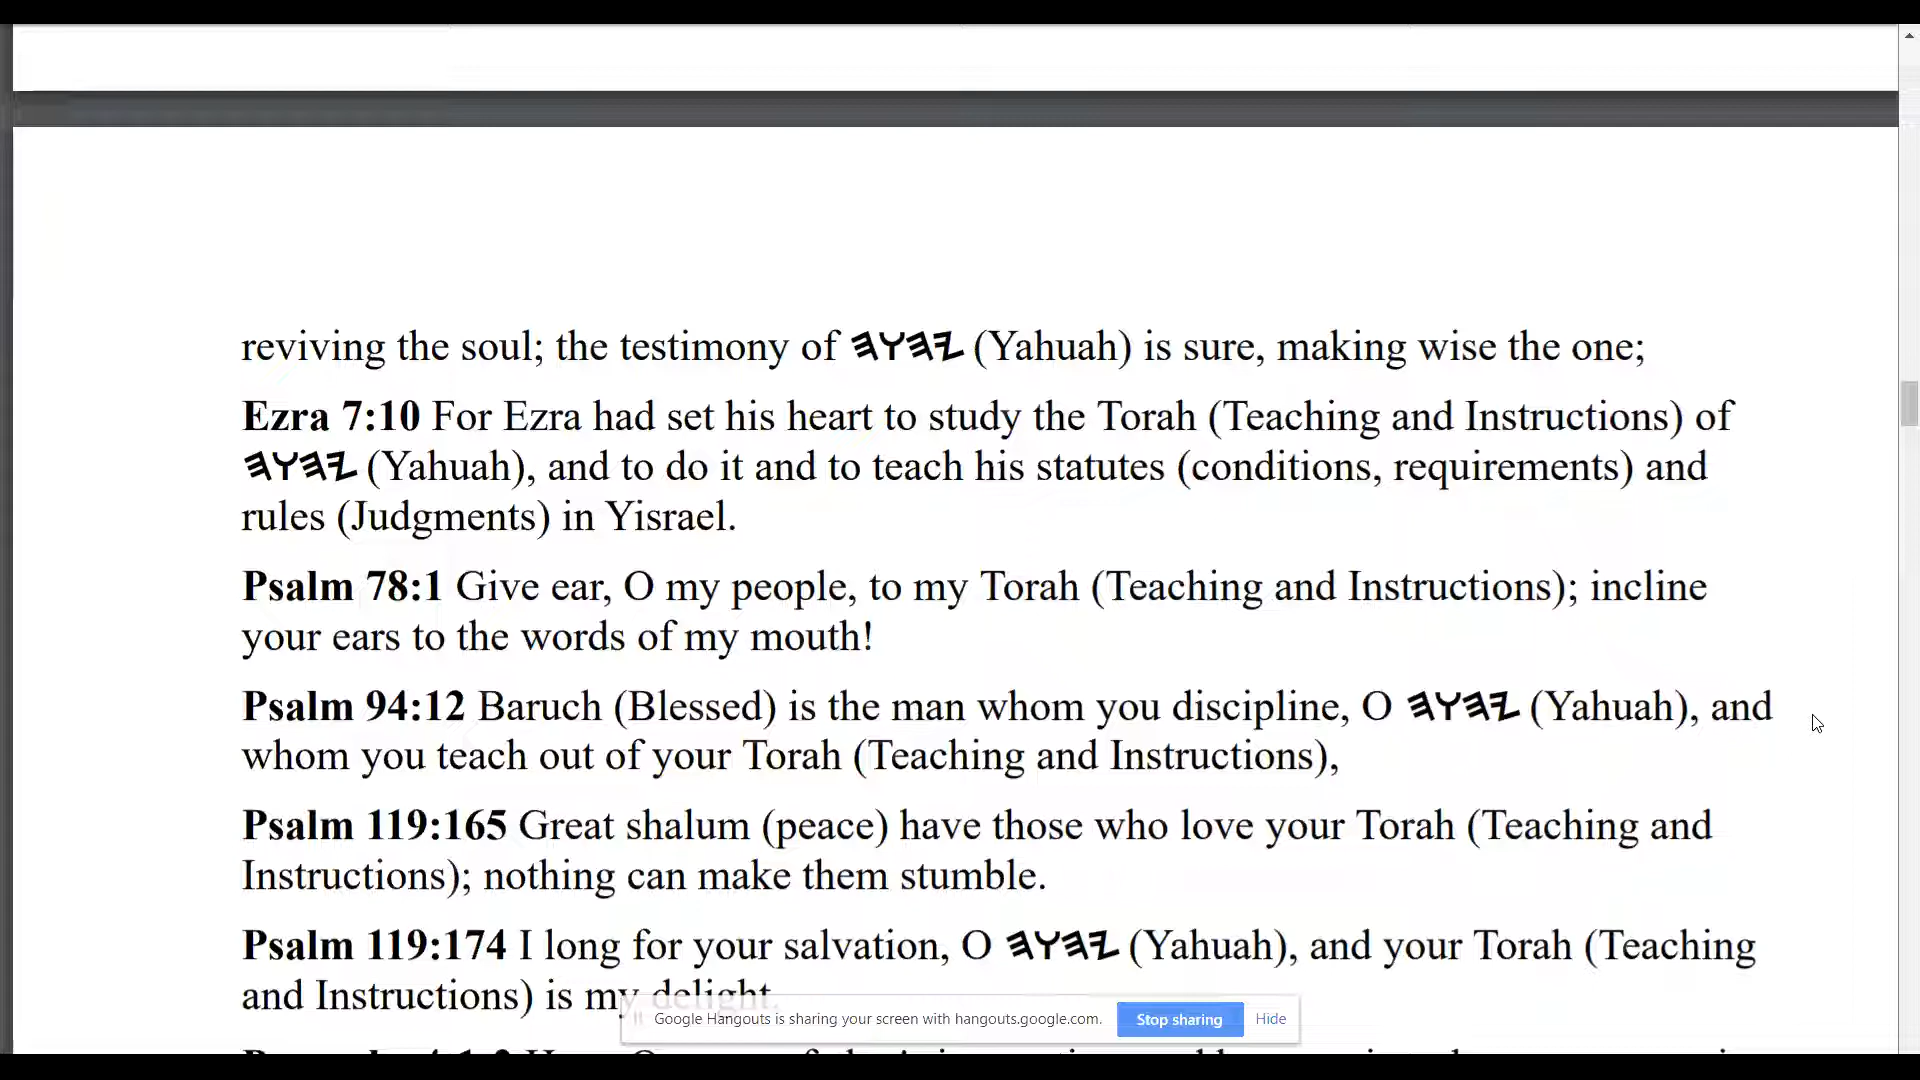 reviving the soul; the testimony of 𐤉𐤄𐤅𐤄 (Yahuah) is sure, making wise the one;
Ezra 7:10 For Ezra had set his heart to study the Torah (Teaching and Instructions) of
𐤉𐤄𐤅𐤄 (Yahuah), and to do it and to teach his statutes (conditions, requirements) and
rules (Judgments) in Yisrael.
Psalm 78:1 Give ear, O my people, to my Torah (Teaching and Instructions); incline
your ears to the words of my mouth!
Psalm 94:12 Baruch (Blessed) is the man whom you discipline, O 𐤉𐤄𐤅𐤄 (Yahuah), and
whom you teach out of your Torah (Teaching and Instructions),
Psalm 119:165 Great shalum (peace) have those who love your Torah (Teaching and
Instructions); nothing can make them stumble.
Psalm 119:174 I long for your salvation, O 𐤉𐤄𐤅𐤄 (Yahuah), and your Torah (Teaching
and Instructions) is my delight.
Google Hangouts is sharing your screen with hangouts.google.com. Stop sharing Hide